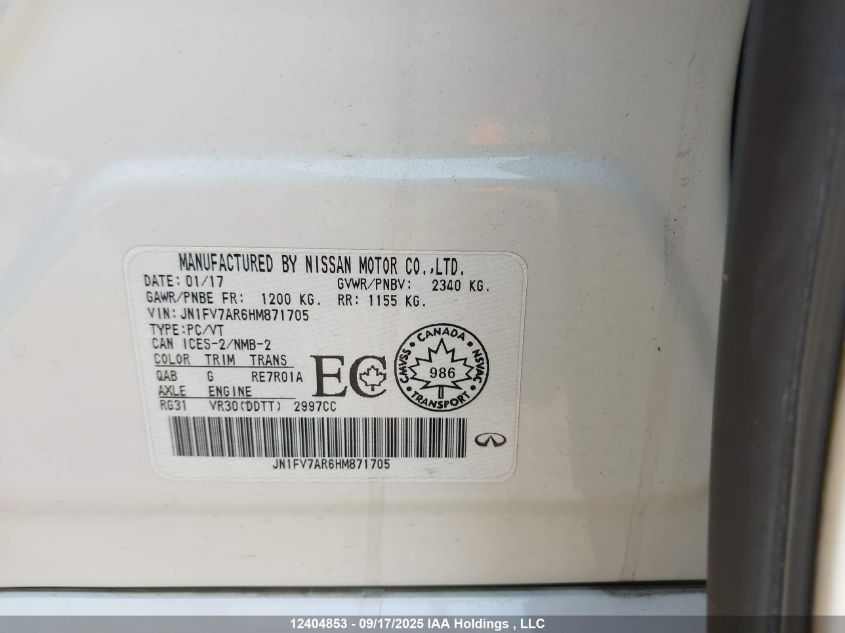 MANUFACTURED BY NISSAN MOTOR CO.,LTD.
DATE: 01/17 GVWR/PNBV: 2340 KG.
GAWR/PNBE FR: 1200 KG. RR: 1155 KG.
VIN: JN1FV7AR6HM871705
TYPE:PC/VT
CAN ICES-2/NMB-2
COLOR TRIM TRANS
QAB G RE7R01A
AXLE ENGINE
RG31 VR30(DDTT) 2997CC
EC
CANADA
CMVSS 986 NSVAC
TRANSPORT
JN1FV7AR6HM871705
12404853 - 09/17/2025 IAA Holdings , LLC